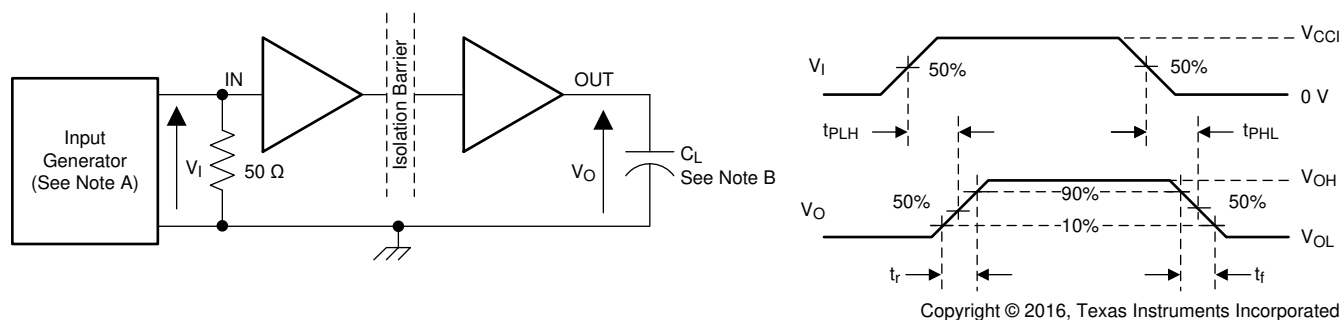 Input
Generator
(See Note A)
V_I
IN
50 Ω
Isolation Barrier
OUT
V_O
C_L
See Note B
V_I
50%
50%
V_CCI
0 V
t_PLH
t_PHL
V_O
50%
90%
10%
50%
V_OH
V_OL
t_r
t_f
Copyright © 2016, Texas Instruments Incorporated